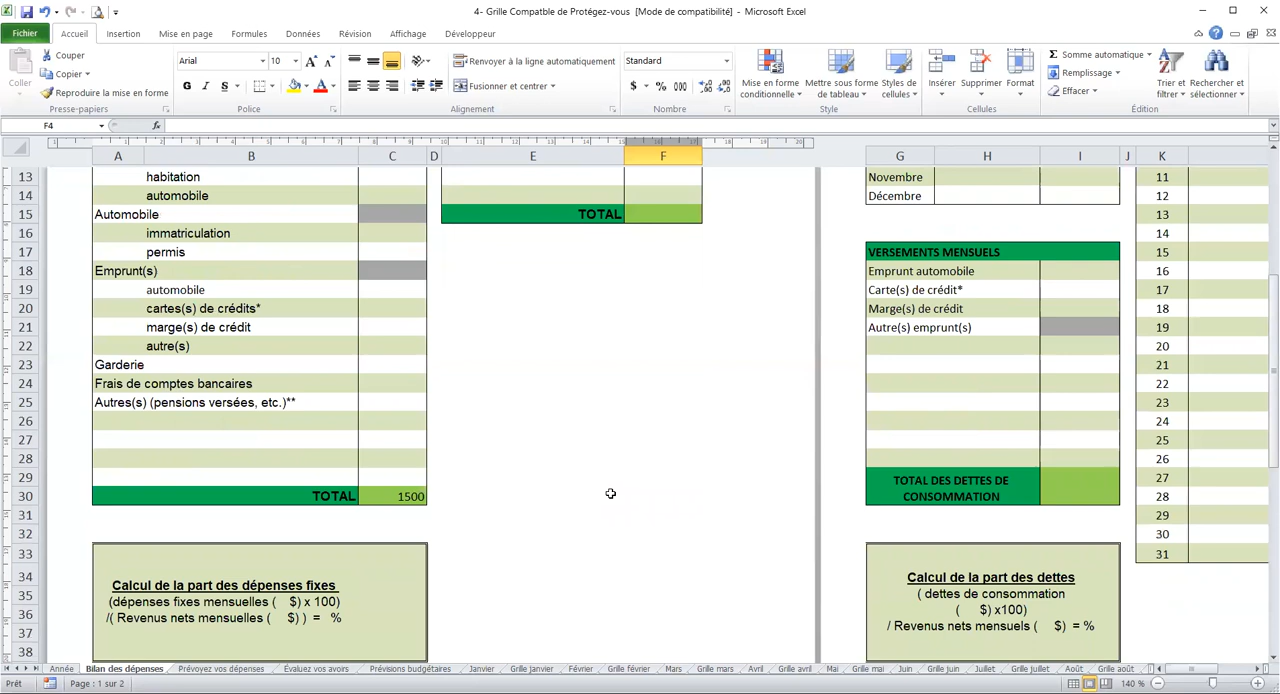 4- Grille Compatble de Protégez-vous [Mode de compatibilité] - Microsoft Excel
Fichier Accueil Insertion Mise en page Formules Données Révision Affichage Développeur
Coller
Couper
Copier
Reproduire la mise en forme
Presse-papiers
Arial 10
G I S
Police
Renvoyer à la ligne automatiquement
Fusionner et centrer
Alignement
Standard
$ % 000
Nombre
Mise en forme conditionnelle
Mettre sous forme de tableau
Styles de cellules
Style
Insérer Supprimer Format
Cellules
Somme automatique
Remplissage
Effacer
Trier et filtrer
Rechercher et sélectionner
Édition
F4 fx
A B C D E F G H I J K
13 habitation Novembre 11
14 automobile Décembre 12
15 Automobile TOTAL 13
16 immatriculation 14
17 permis VERSEMENTS MENSUELS 15
18 Emprunt(s) Emprunt automobile 16
19 automobile Carte(s) de crédit* 17
20 cartes(s) de crédits* Marge(s) de crédit 18
21 marge(s) de crédit Autre(s) emprunt(s) 19
22 autre(s) 20
23 Garderie 21
24 Frais de comptes bancaires 22
25 Autres(s) (pensions versées, etc.)** 23
26 24
27 25
28 26
29 TOTAL DES DETTES DE 27
30 TOTAL 1500 CONSOMMATION 28
31 29
32 30
33 31
34 Calcul de la part des dépenses fixes Calcul de la part des dettes
35 (dépenses fixes mensuelles ( $) x 100) ( dettes de consommation
36 /( Revenus nets mensuelles ( $) ) = % ( $) x100)
37 / Revenus nets mensuels ( $) = %
38
Année Bilan des dépenses Prévoyez vos dépenses Évaluez vos avoirs Prévisions budgétaires Janvier Grille janvier Février Grille février Mars Grille mars Avril Grille avril Mai Grille mai Juin Grille juin Juillet Grille juillet Août Grille août
Prêt Page : 1 sur 2 140 %